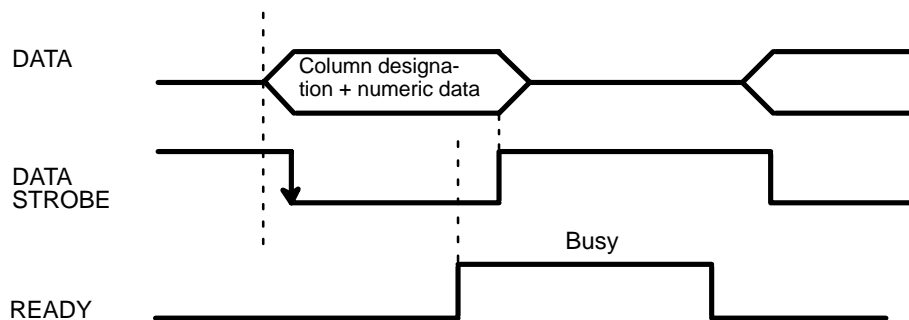 DATA
Column designa-
tion + numeric data
DATA
STROBE
Busy
READY